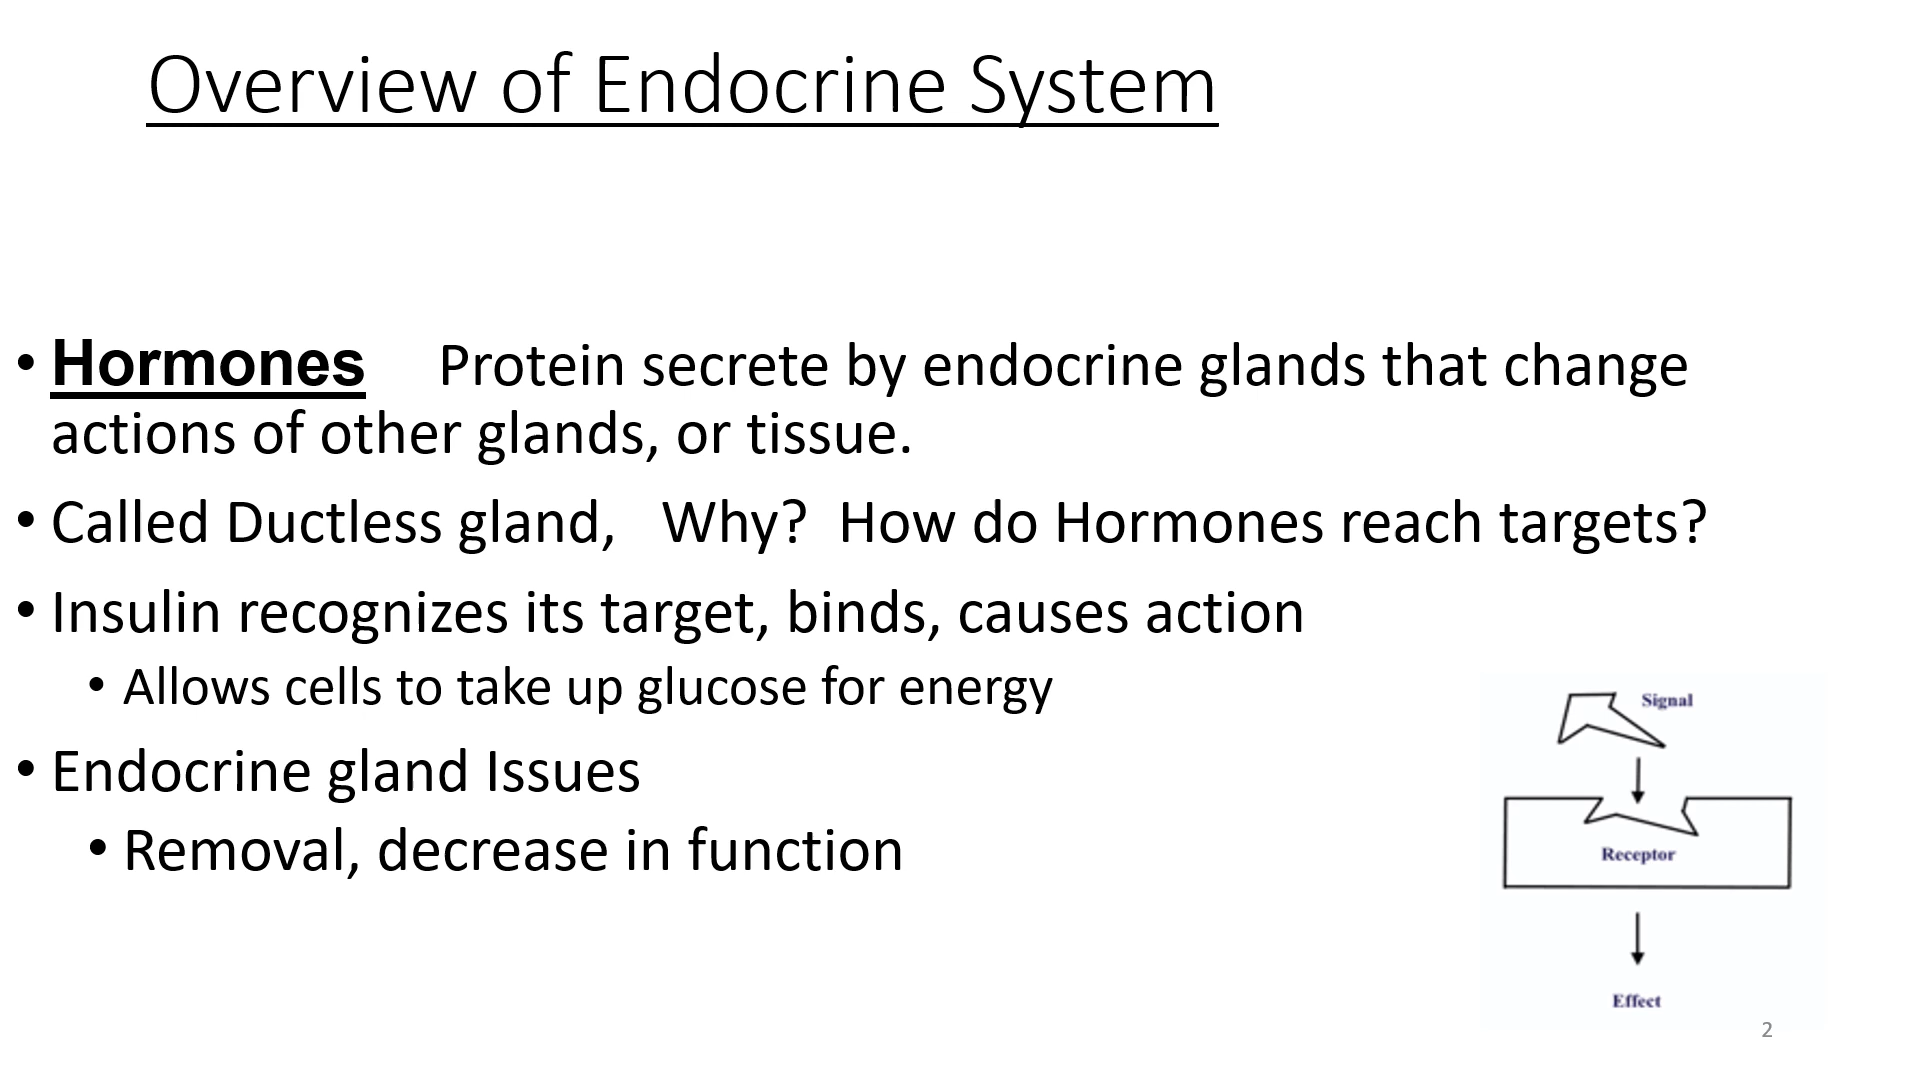 Overview of Endocrine System
• Hormones Protein secrete by endocrine glands that change
actions of other glands, or tissue.
• Called Ductless gland, Why? How do Hormones reach targets?
• Insulin recognizes its target, binds, causes action
• Allows cells to take up glucose for energy
• Endocrine gland Issues
• Removal, decrease in function
Signal
Receptor
Effect
2